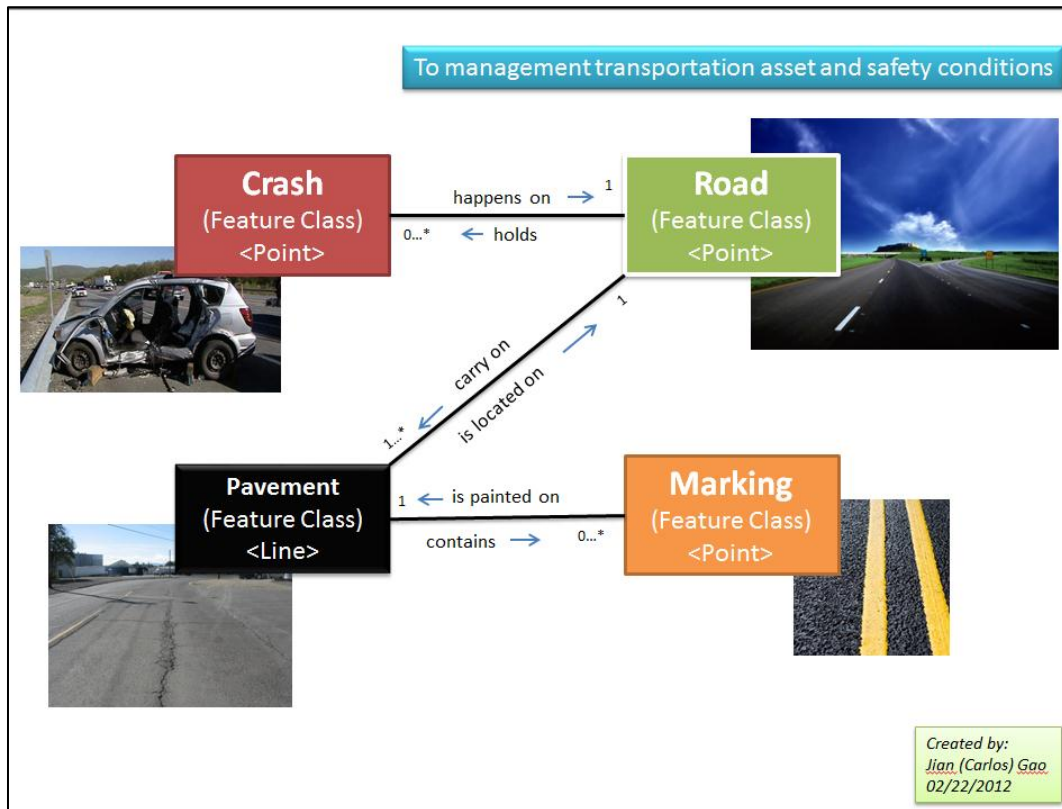 To management transportation asset and safety conditions
Crash
(Feature Class)
<Point>
happens on
1
0...*
holds
Road
(Feature Class)
<Point>
1
carry on
is located on
1...*
Pavement
(Feature Class)
<Line>
1
is painted on
contains
0...*
Marking
(Feature Class)
<Point>
Created by:
Jian (Carlos) Gao
02/22/2012